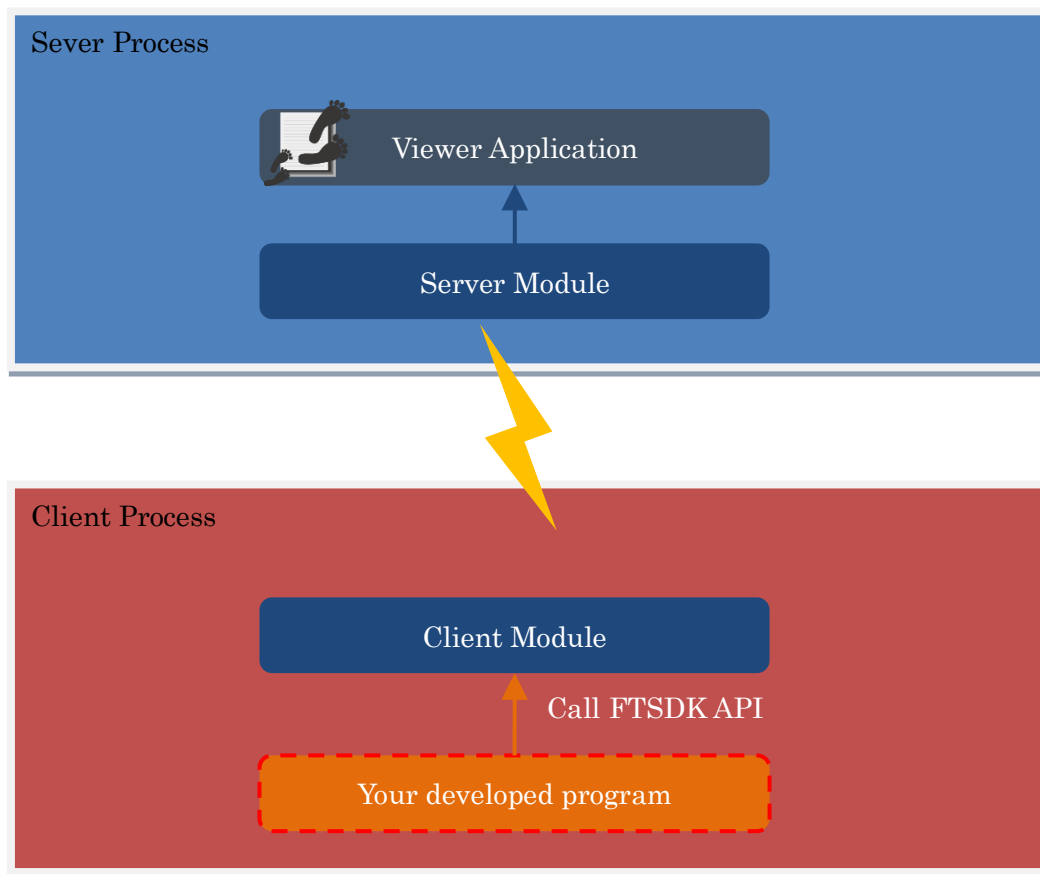 Sever Process
Viewer Application
Server Module
Client Process
Client Module
Call FTSDK API
Your developed program